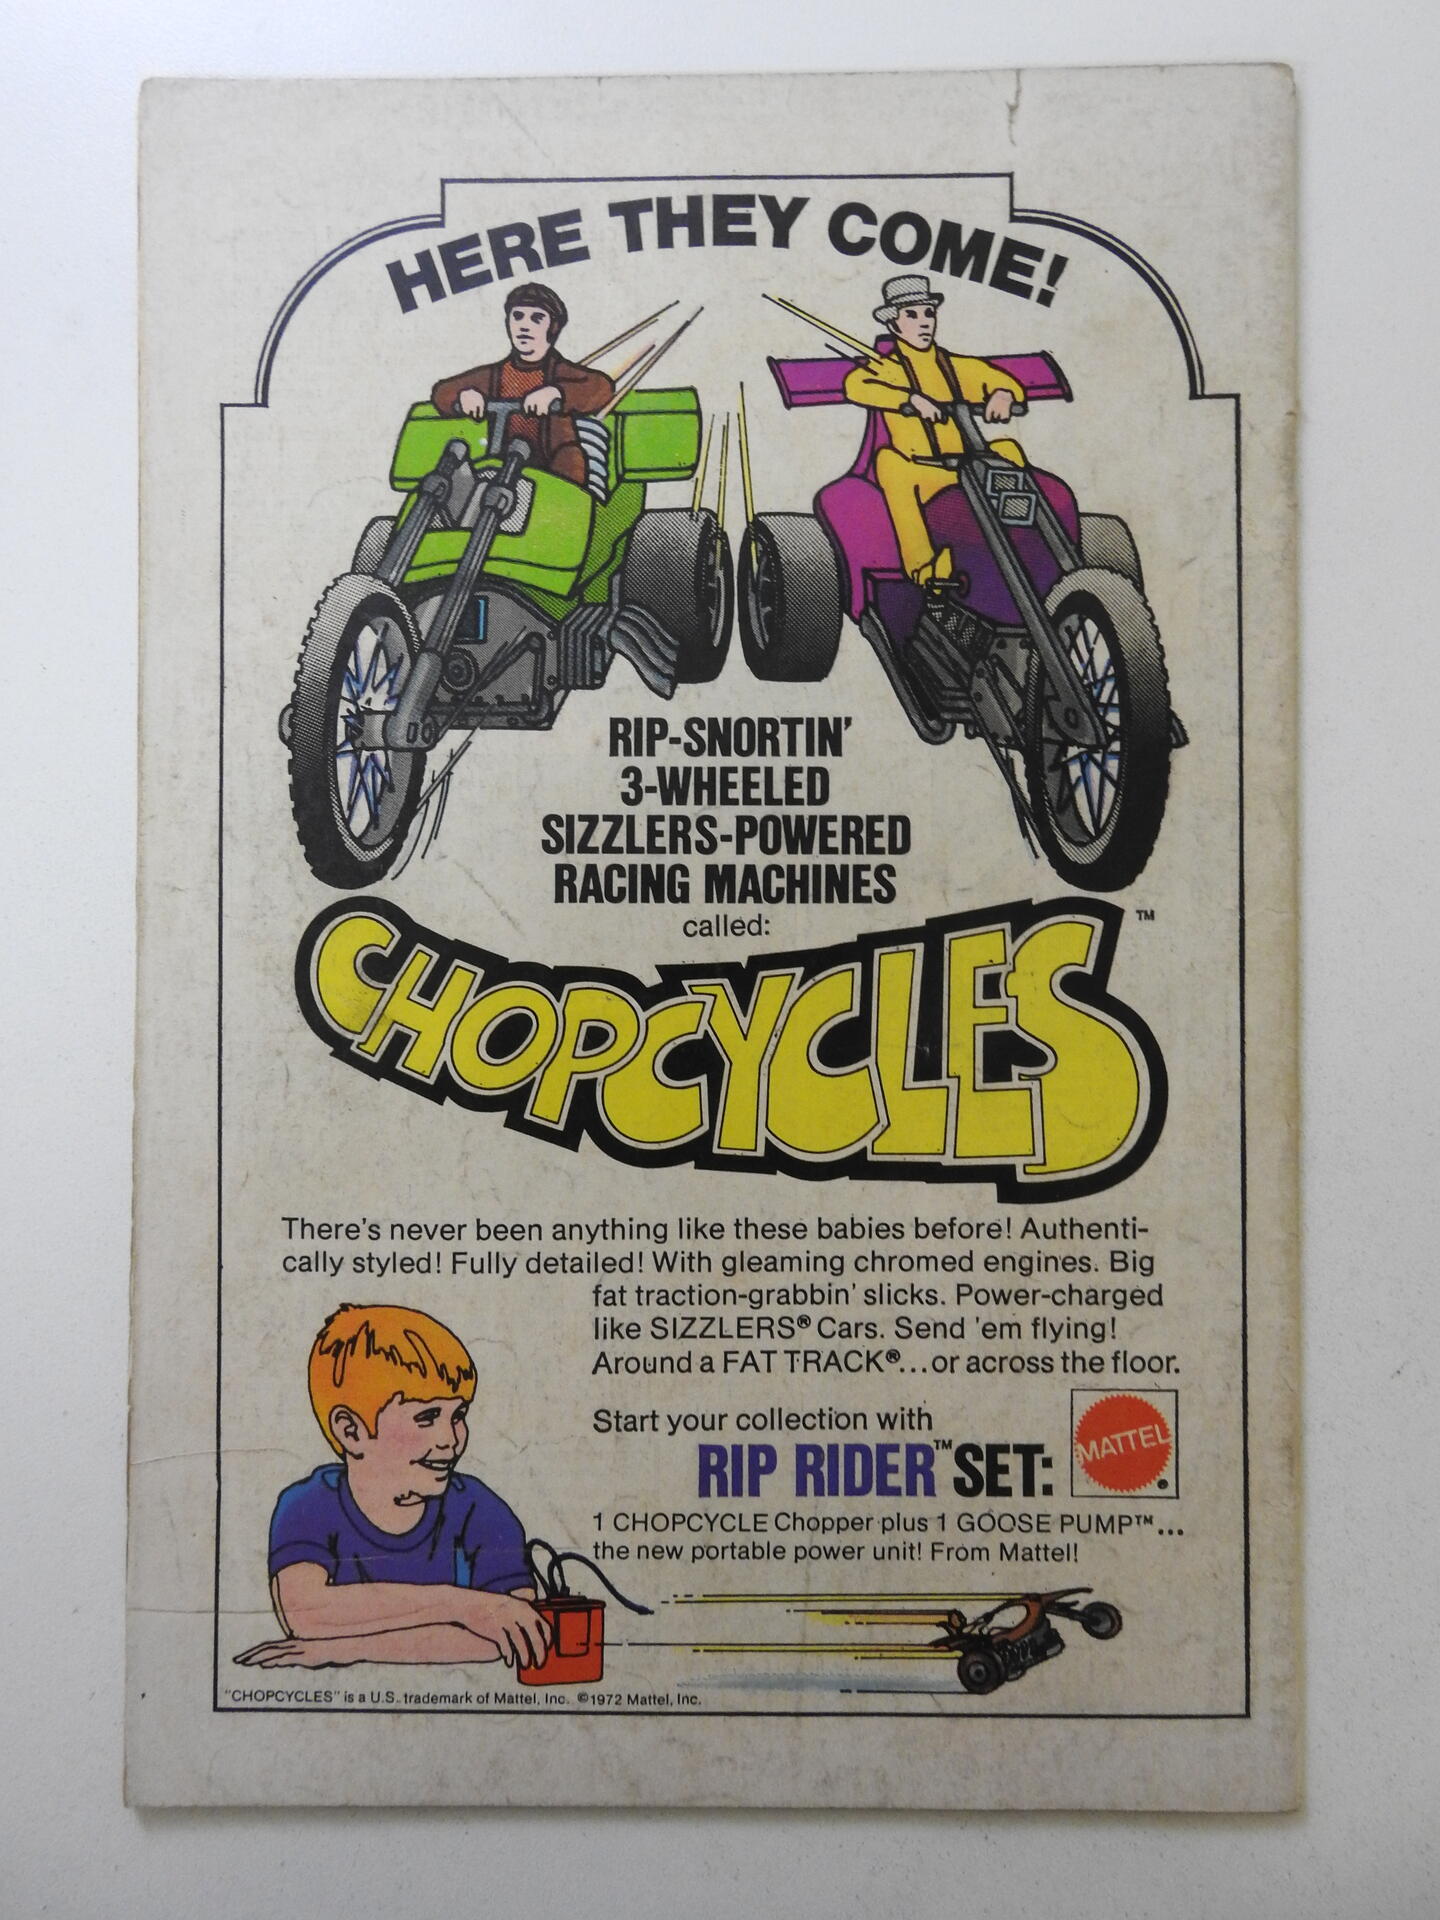 HERE THEY COME!
RIP-SNORTIN'
3-WHEELED
SIZZLERS-POWERED
RACING MACHINES
called:
CHOPCYCLES™
There's never been anything like these babies before! Authenti-
cally styled! Fully detailed! With gleaming chromed engines. Big
fat traction-grabbin' slicks. Power-charged
like SIZZLERS® Cars. Send 'em flying!
Around a FAT TRACK®...or across the floor.
Start your collection with
RIP RIDER™ SET:
MATTEL
1 CHOPCYCLE Chopper plus 1 GOOSE PUMP™...
the new portable power unit! From Mattel!
"CHOPCYCLES" is a U.S. trademark of Mattel, Inc. ©1972 Mattel, Inc.